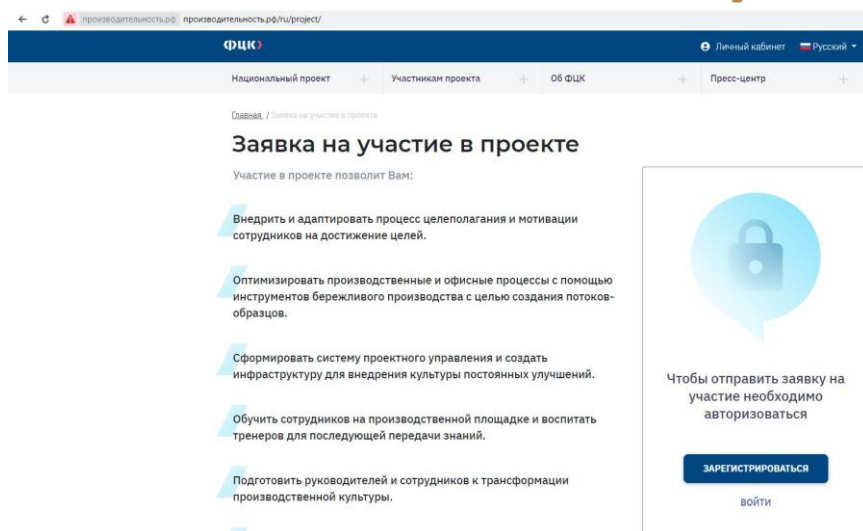 производительность.рф производительность.рф/ru/project/
ФЦК
Личный кабинет Русский
Национальный проект Участникам проекта Об ФЦК Пресс-центр
Главная / Заявка на участие в проекте
Заявка на участие в проекте
Участие в проекте позволит Вам:
Внедрить и адаптировать процесс целеполагания и мотивации
сотрудников на достижение целей.
Оптимизировать производственные и офисные процессы с помощью
инструментов бережливого производства с целью создания потоков-
образцов.
Сформировать систему проектного управления и создать
инфраструктуру для внедрения культуры постоянных улучшений.
Обучить сотрудников на производственной площадке и воспитать
тренеров для последующей передачи знаний.
Подготовить руководителей и сотрудников к трансформации
производственной культуры.
Чтобы отправить заявку на
участие необходимо
авторизоваться
ЗАРЕГИСТРИРОВАТЬСЯ
ВОЙТИ